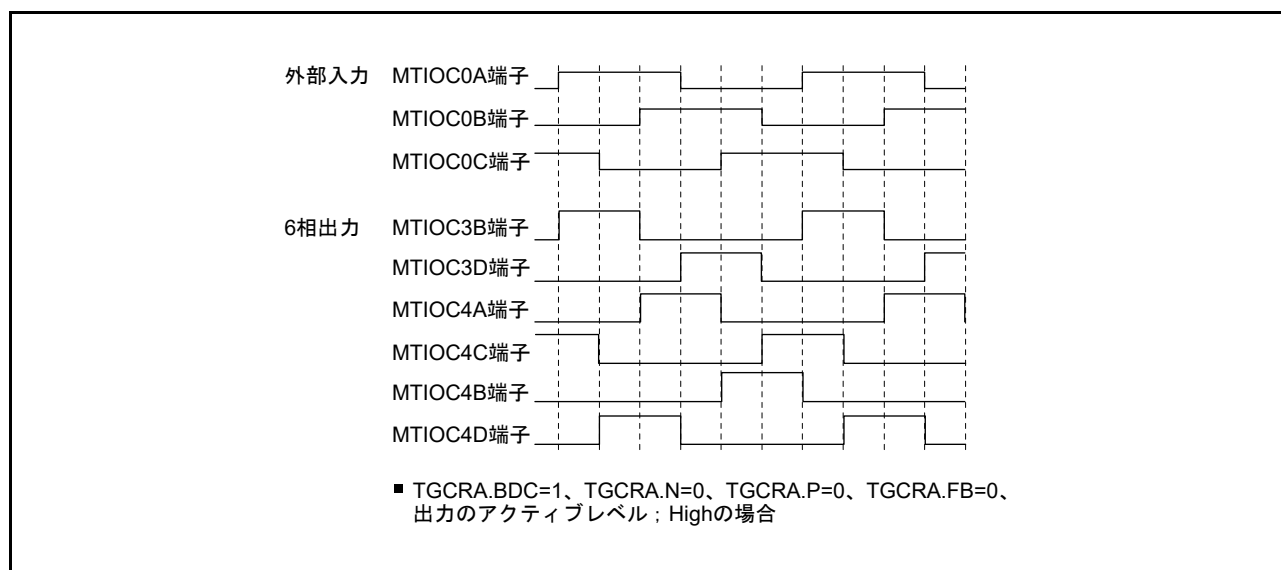 外部入力 MTIOC0A端子
MTIOC0B端子
MTIOC0C端子
6相出力 MTIOC3B端子
MTIOC3D端子
MTIOC4A端子
MTIOC4C端子
MTIOC4B端子
MTIOC4D端子
■ TGCRA.BDC=1、TGCRA.N=0、TGCRA.P=0、TGCRA.FB=0、
出力のアクティブレベル;Highの場合